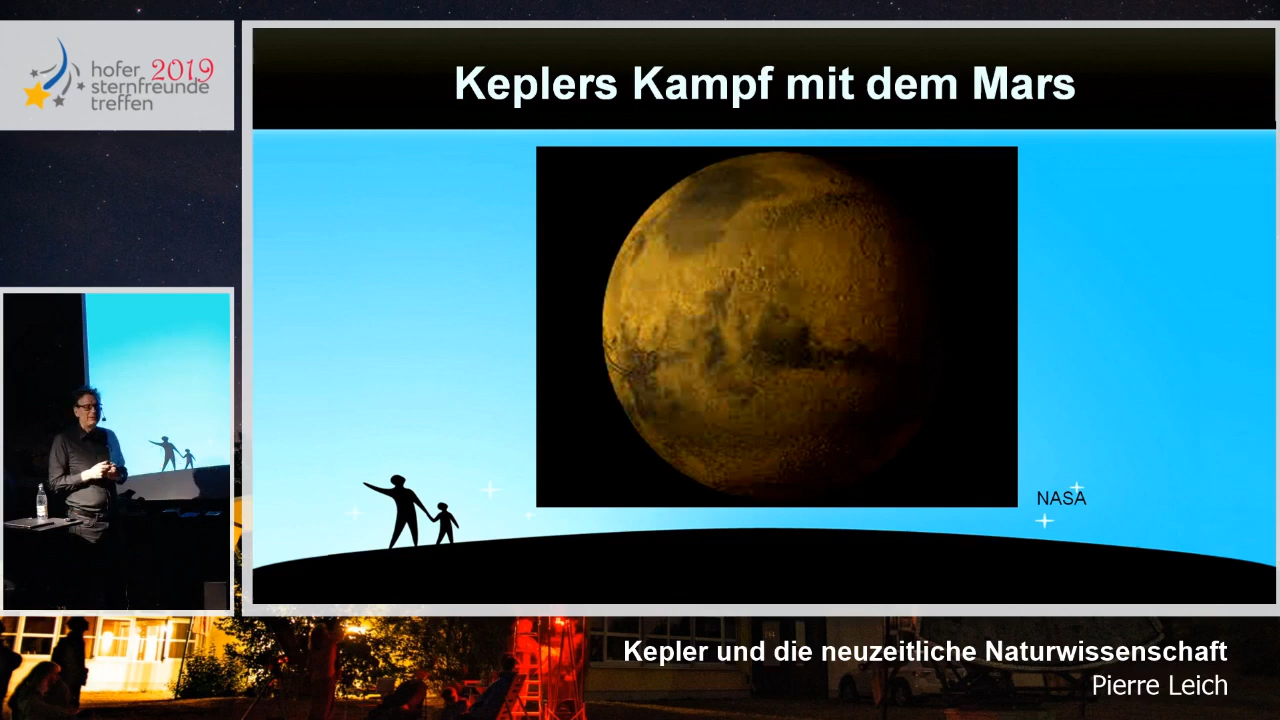 hofer 2019
sternfreunde
treffen
Keplers Kampf mit dem Mars
NASA
Kepler und die neuzeitliche Naturwissenschaft
Pierre Leich